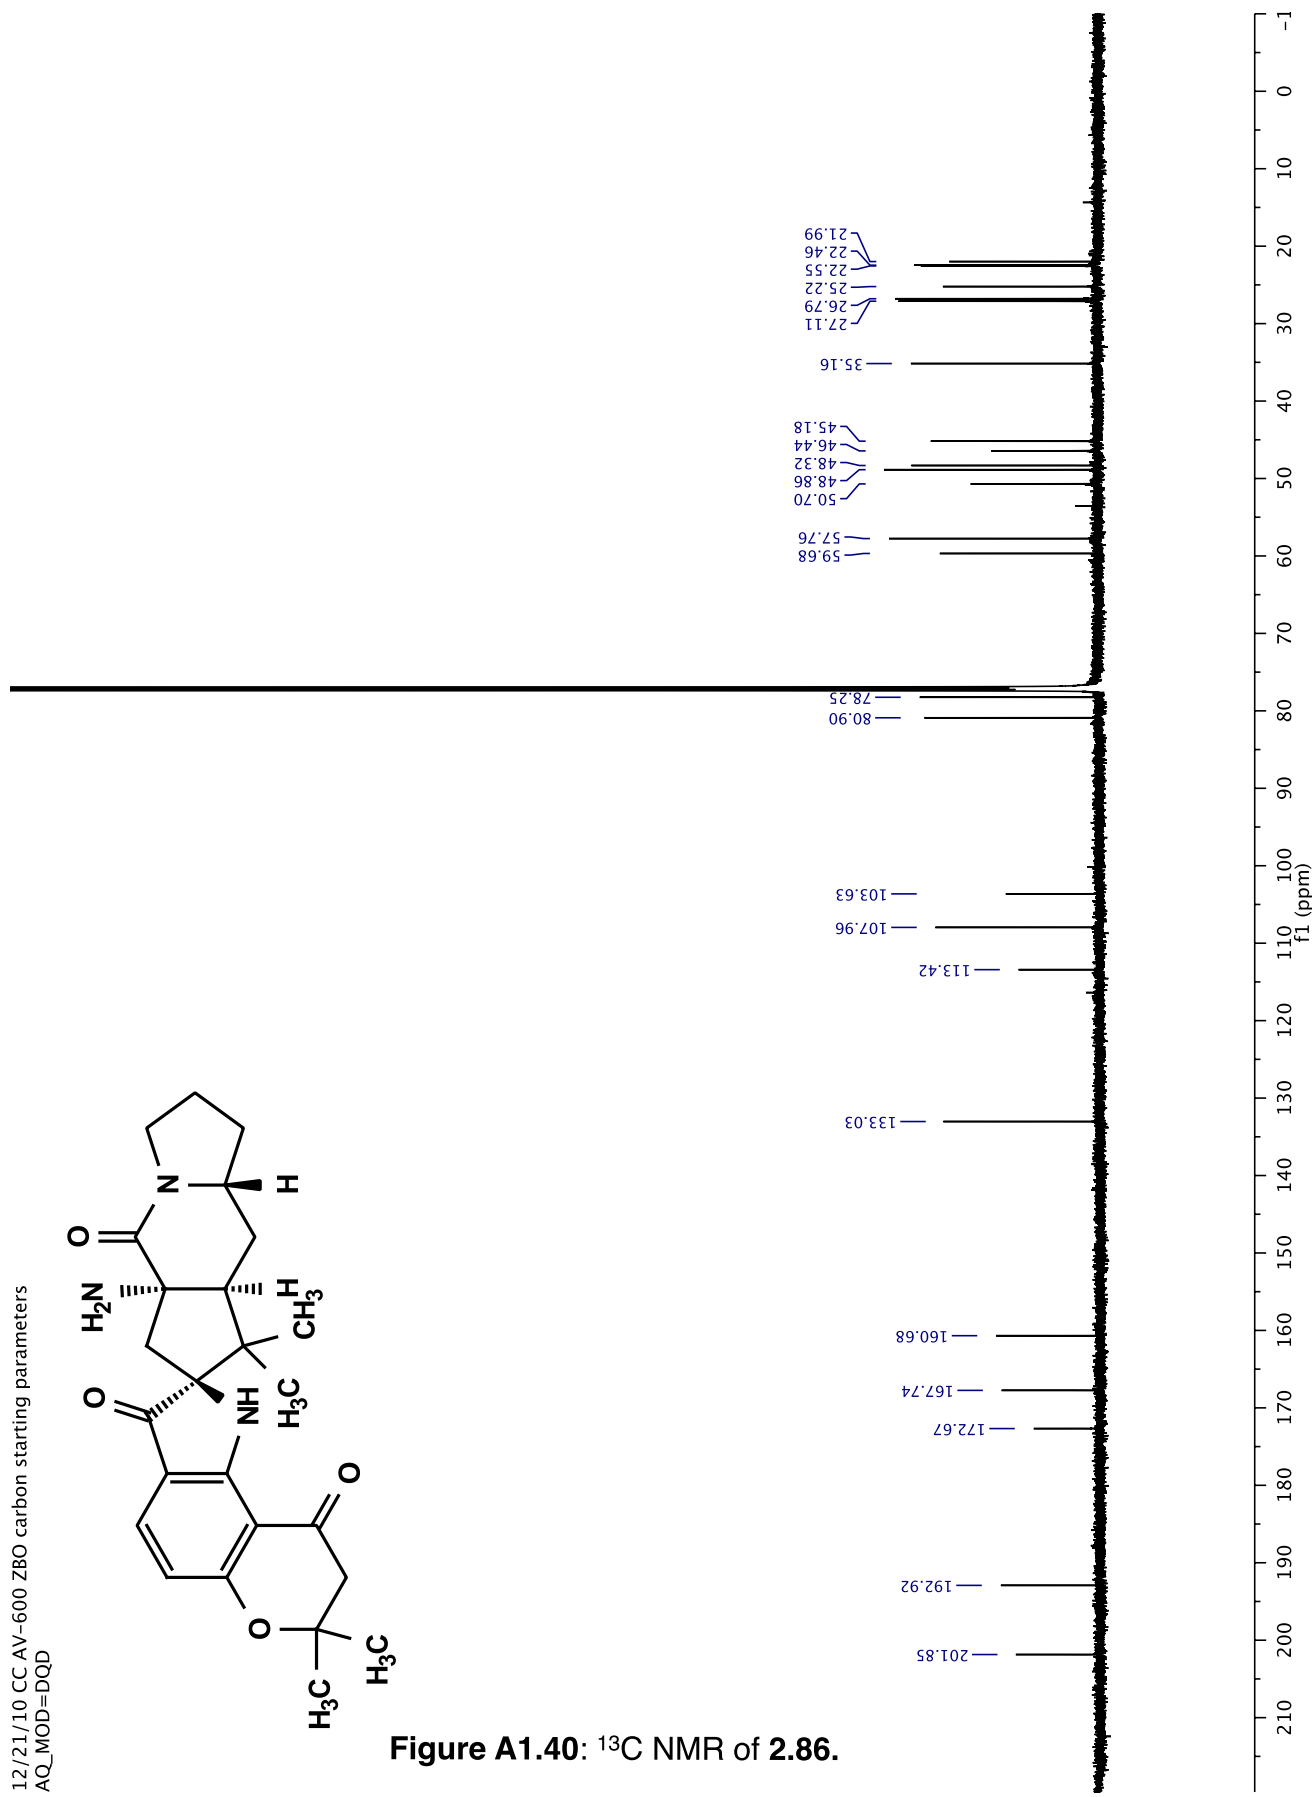 12/21/10 CC AV-600 ZBO carbon starting parameters
AQ_MOD=DQD
O
N
H
H2N
H
CH3
H3C
O
NH
O
O
H3C
H3C
21.99
22.46
22.55
25.22
26.79
27.11
35.16
45.18
46.44
48.32
48.86
50.70
57.76
59.68
78.25
80.90
103.63
107.96
113.42
133.03
160.68
167.74
172.67
192.92
201.85
-1
0
10
20
30
40
50
60
70
80
90
100
110
120
130
140
150
160
170
180
190
200
210
f1 (ppm)
Figure A1.40: 13C NMR of 2.86.